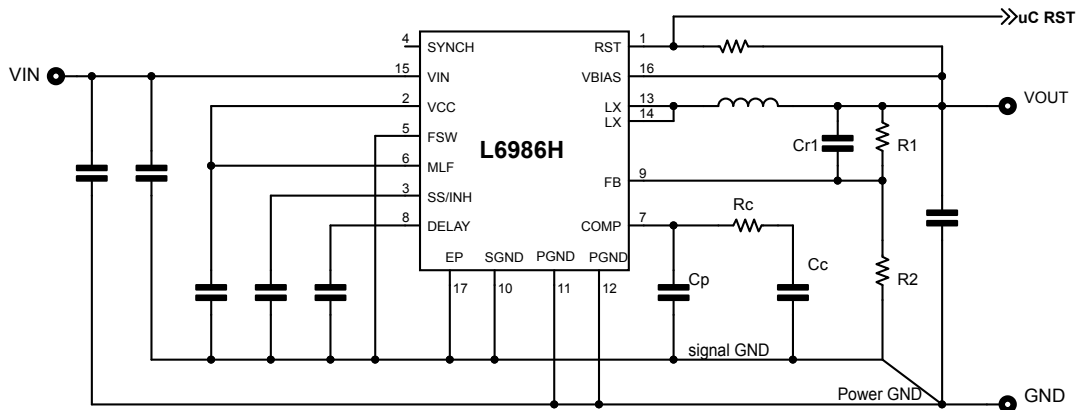 uC RST
4 SYNCH RST 1
VIN 15 VIN VBIAS 16
2 VCC LX 13 VOUT
LX 14
5 FSW
L6986H
Cr1 R1
6 MLF
FB 9
3 SS/INH
Rc
8 DELAY COMP 7
EP SGND PGND PGND
Cp Cc R2
17 10 11 12
signal GND
Power GND GND